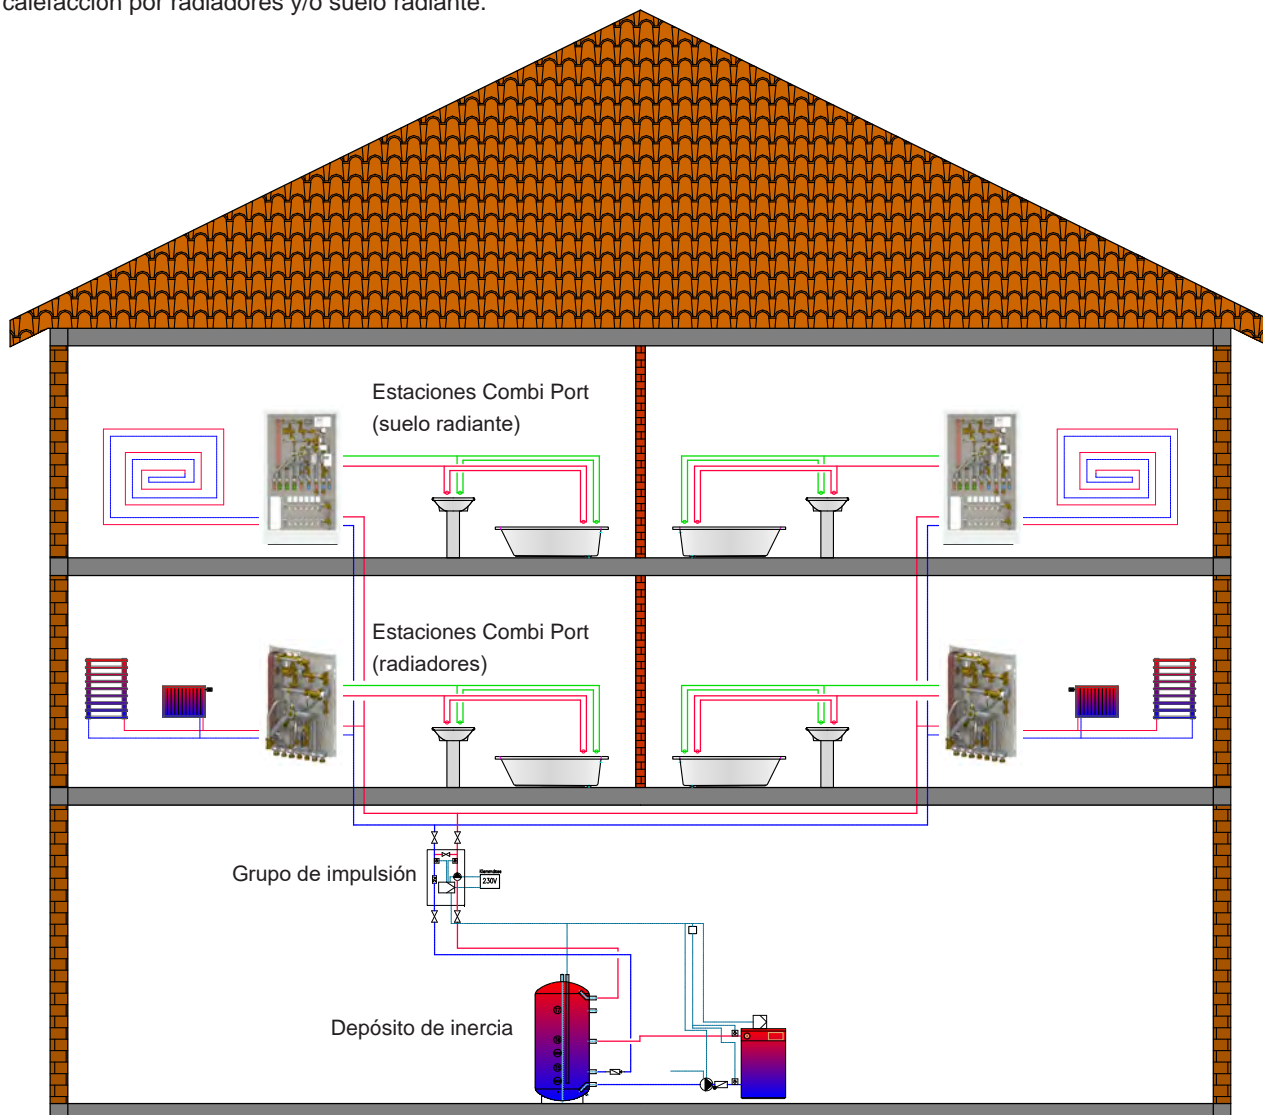 calefacción por radiadores y/o suelo radiante.
Estaciones Combi Port
(suelo radiante)
Estaciones Combi Port
(radiadores)
Grupo de impulsión
230V
Depósito de inercia